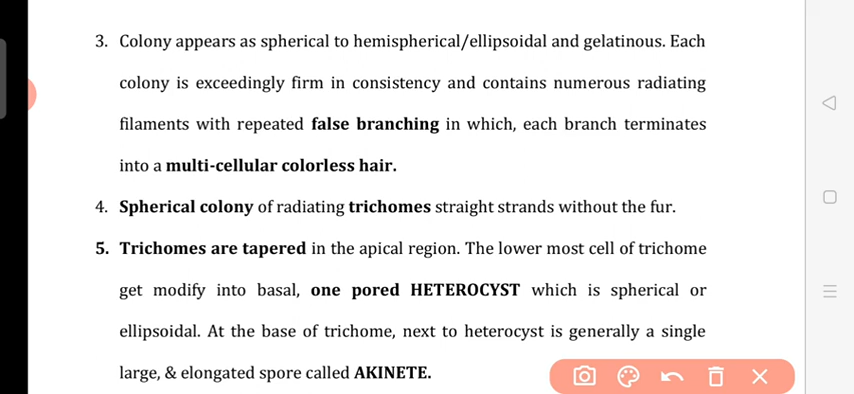 3. Colony appears as spherical to hemispherical/ellipsoidal and gelatinous. Each
colony is exceedingly firm in consistency and contains numerous radiating
filaments with repeated false branching in which, each branch terminates
into a multi-cellular colorless hair.
4. Spherical colony of radiating trichomes straight strands without the fur.
5. Trichomes are tapered in the apical region. The lower most cell of trichome
get modify into basal, one pored HETEROCYST which is spherical or
ellipsoidal. At the base of trichome, next to heterocyst is generally a single
large, & elongated spore called AKINETE.